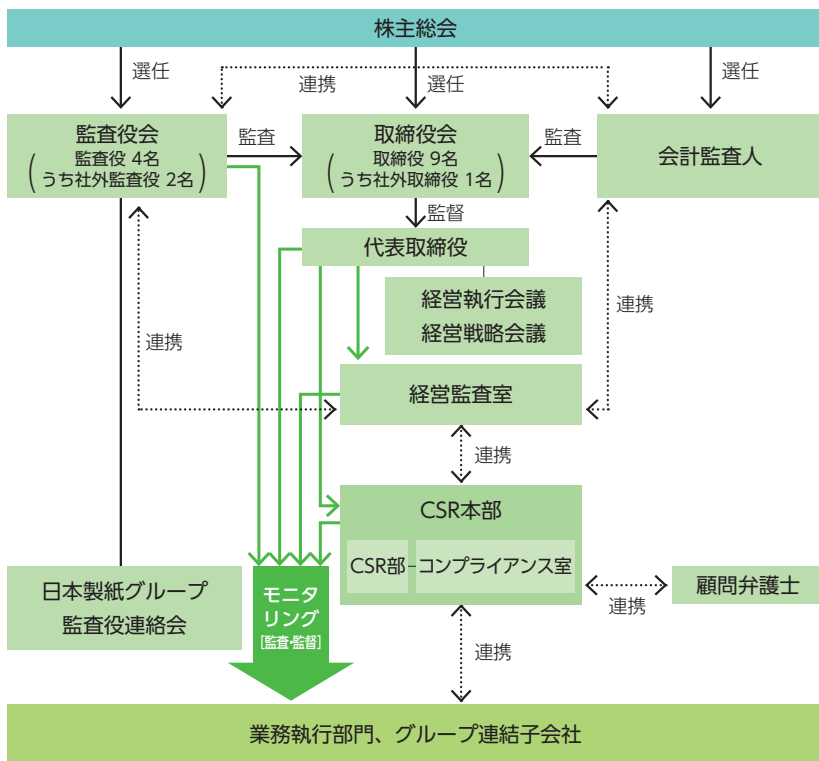 株主総会
選任
連携
選任
選任
監査役会
監査役 4名
うち社外監査役 2名
監査
取締役会
取締役 9名
うち社外取締役 1名
監査
会計監査人
監督
代表取締役
経営執行会議
経営戦略会議
連携
連携
経営監査室
連携
CSR本部
CSR部
コンプライアンス室
日本製紙グループ
監査役連絡会
モニタ
リング
[監査・監督]
連携
顧問弁護士
連携
業務執行部門、グループ連結子会社